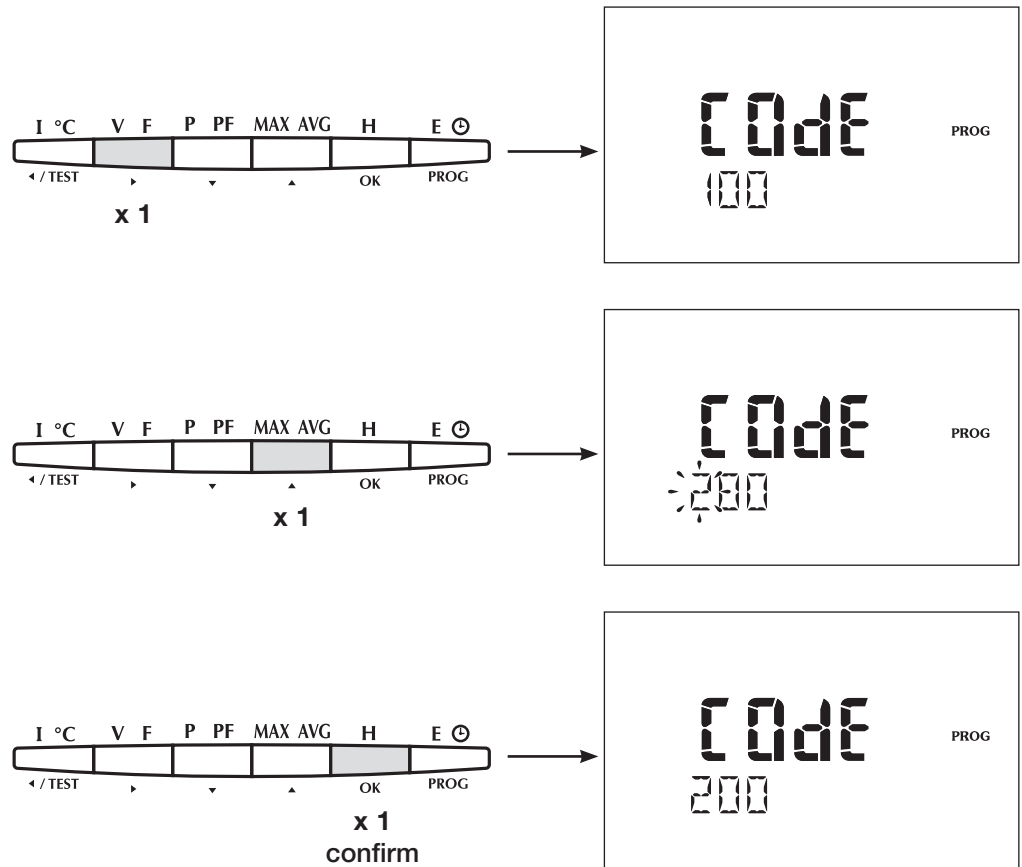 I °C V F P PF MAX AVG H E
/ TEST OK PROG
x 1
CODE
100
PROG
I °C V F P PF MAX AVG H E
/ TEST OK PROG
x 1
CODE
200
PROG
I °C V F P PF MAX AVG H E
/ TEST OK PROG
x 1
confirm
CODE
200
PROG